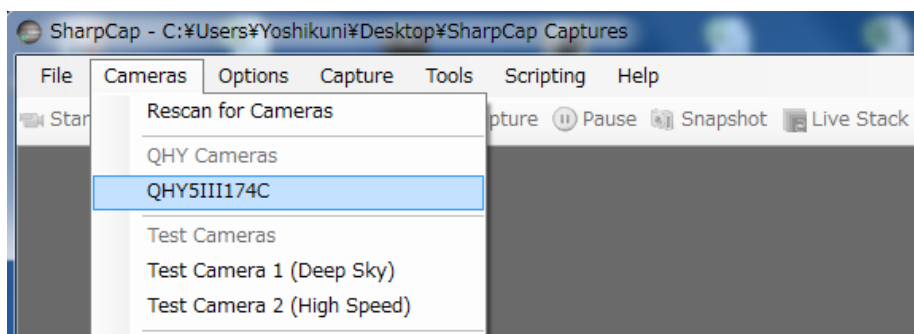 SharpCap - C:¥Users¥Yoshikuni¥Desktop¥SharpCap Captures
File Cameras Options Capture Tools Scripting Help
Star pture Pause Snapshot Live Stack
Rescan for Cameras
QHY Cameras
QHY5III174C
Test Cameras
Test Camera 1 (Deep Sky)
Test Camera 2 (High Speed)